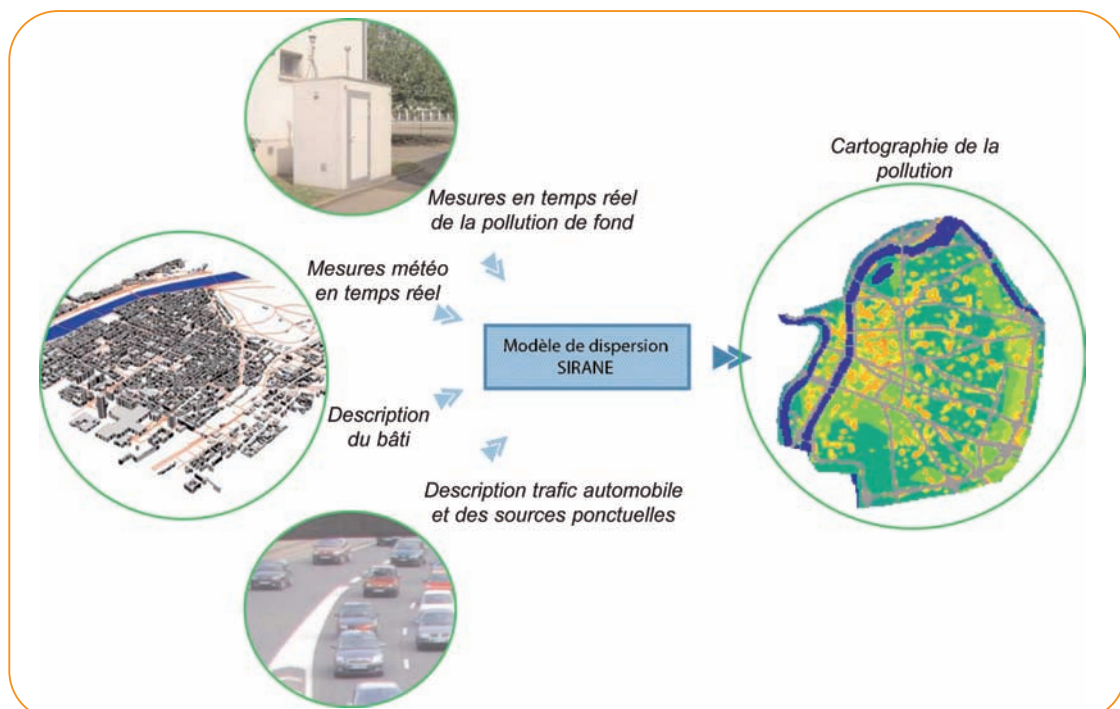 Cartographie de la
pollution
Mesures en temps réel
de la pollution de fond
Mesures météo
en temps réel
Modèle de dispersion
SIRANE
Description
du bâti
Description trafic automobile
et des sources ponctuelles